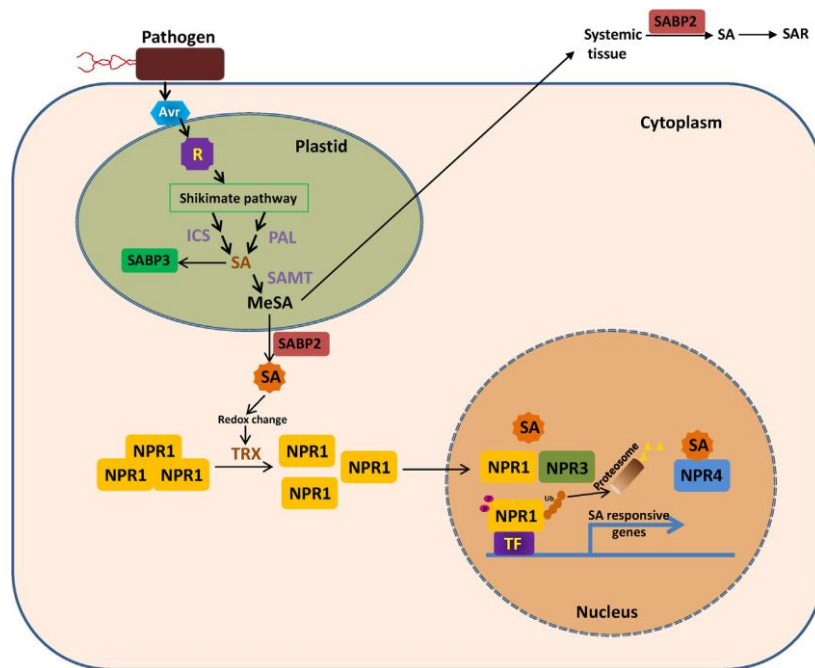 Pathogen
Avr
R
Plastid
Shikimate pathway
ICS
PAL
SABP3
SA
SAMT
MeSA
SABP2
SA
Redox change
TRX
NPR1
NPR1
NPR1
NPR1
NPR1
NPR1
Systemic
tissue
SABP2
SA
SAR
Cytoplasm
SA
NPR1
NPR3
Proteosome
SA
NPR4
P
P
NPR1
Ub
TF
SA responsive
genes
Nucleus